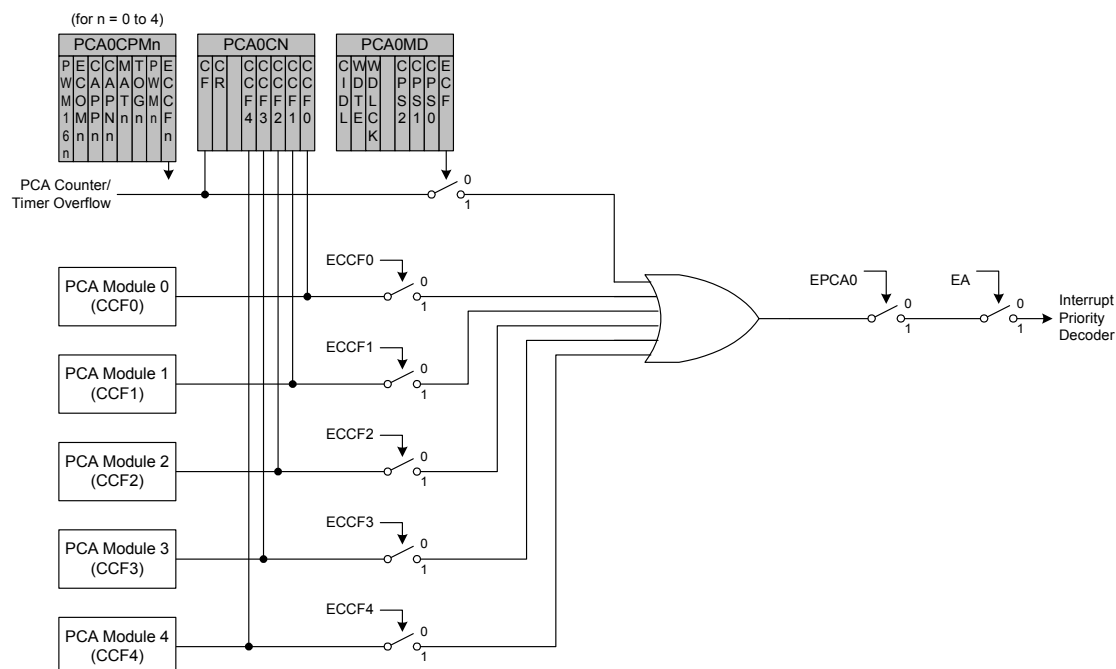 (for n = 0 to 4)
PCA0CPMn
PWM16n
ECOMn
CAPPn
CAPNn
MATn
TOGn
PWMn
ECCFn
PCA0CN
CF
CR
CCF4
CCF3
CCF2
CCF1
CCF0
PCA0MD
CIDL
WDTE
WDLCK
CPS2
CPS1
CPS0
ECF
PCA Counter/
Timer Overflow
0
1
PCA Module 0
(CCF0)
ECCF0
0
1
EPCA0
0
1
EA
0
1
Interrupt
Priority
Decoder
PCA Module 1
(CCF1)
ECCF1
0
1
PCA Module 2
(CCF2)
ECCF2
0
1
PCA Module 3
(CCF3)
ECCF3
0
1
PCA Module 4
(CCF4)
ECCF4
0
1